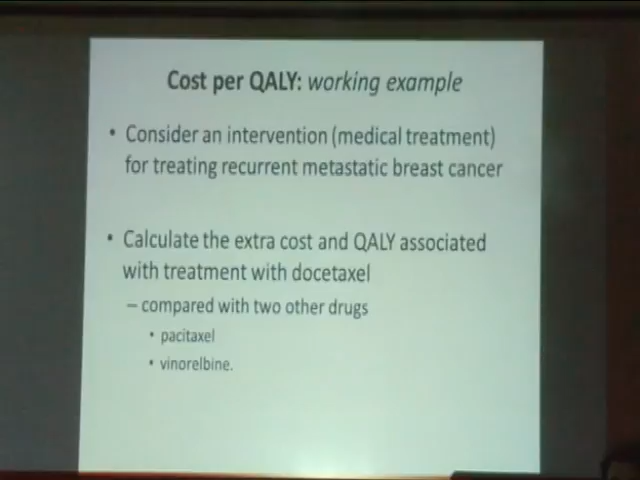 Cost per QALY: working example
• Consider an intervention (medical treatment)
for treating recurrent metastatic breast cancer
• Calculate the extra cost and QALY associated
with treatment with docetaxel
– compared with two other drugs
• pacitaxel
• vinorelbine.